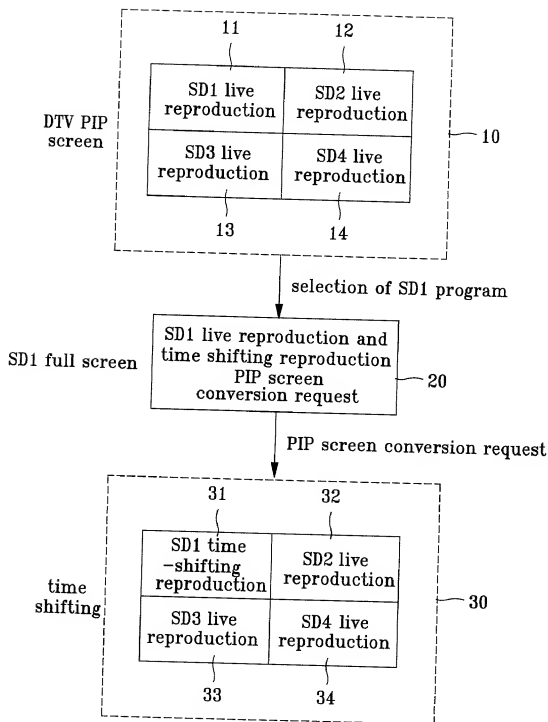 11
12
SD1 live
reproduction
SD2 live
reproduction
DTV PIP
screen
10
SD3 live
reproduction
SD4 live
reproduction
13
14
selection of SD1 program
SD1 full screen
SD1 live reproduction and
time shifting reproduction
PIP screen
conversion request
20
PIP screen conversion request
31
32
SD1 time
-shifting
reproduction
SD2 live
reproduction
time
shifting
30
SD3 live
reproduction
SD4 live
reproduction
33
34